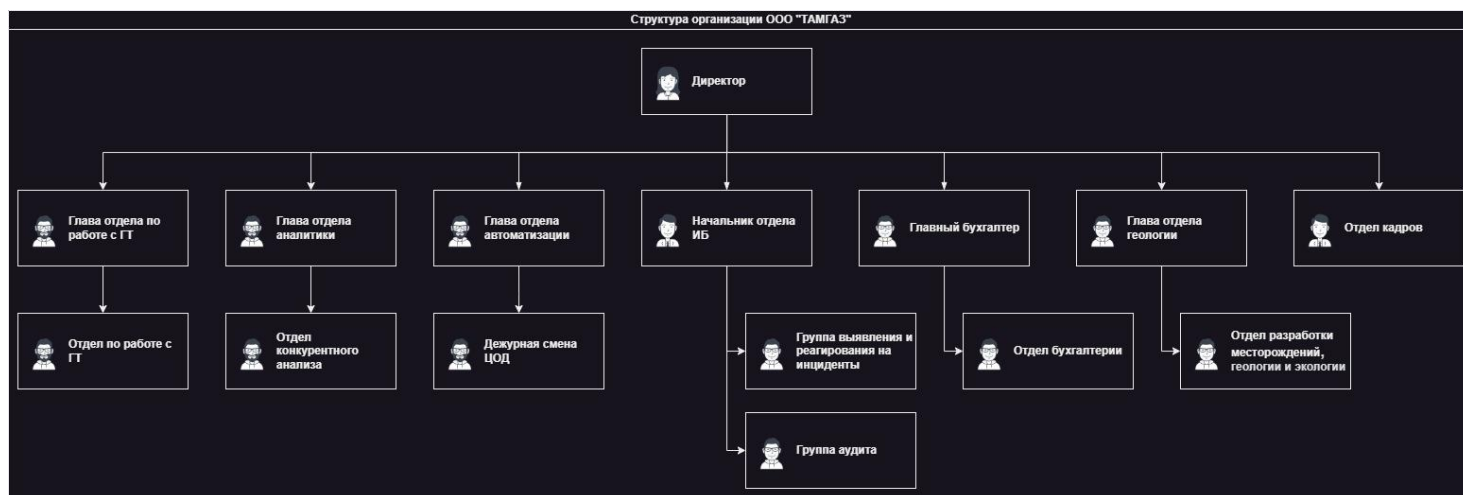 Структура организации ООО "ТАМГАЗ"
Директор
Глава отдела по
работе с ГТ
Глава отдела
аналитики
Глава отдела
автоматизации
Начальник отдела
ИБ
Главный бухгалтер
Глава отдела
геологии
Отдел кадров
Отдел по работе с
ГТ
Отдел
конкурентного
анализа
Дежурная смена
ЦОД
Группа выявления и
реагирования на
инциденты
Отдел бухгалтерии
Отдел разработки
месторождений,
геологии и экологии
Группа аудита